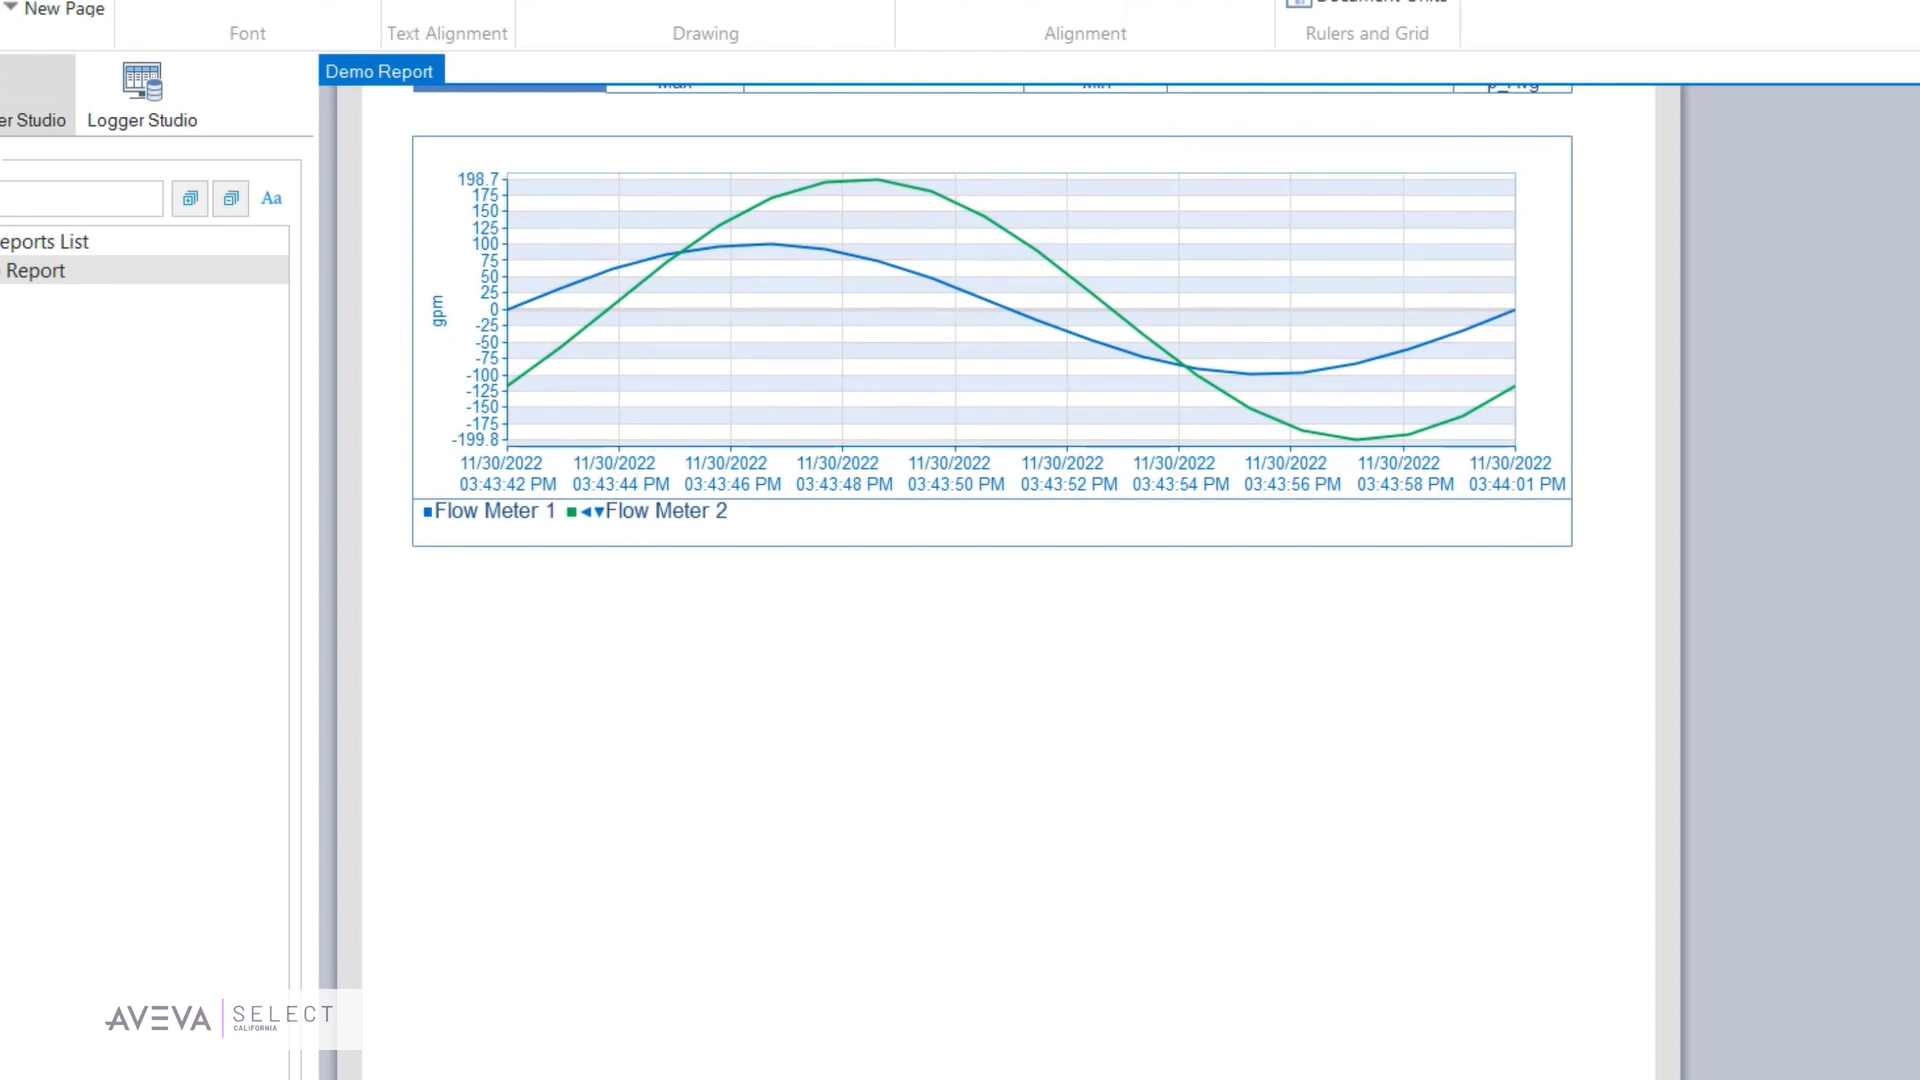 New Page
Font
Text Alignment
Drawing
Alignment
Rulers and Grid
er Studio
Logger Studio
Demo Report
Aa
eports List
Report
198.7
175
150
125
100
75
50
25
0
-25
-50
-75
-100
-125
-150
-175
-199.8
gpm
11/30/2022 11/30/2022 11/30/2022 11/30/2022 11/30/2022 11/30/2022 11/30/2022 11/30/2022 11/30/2022 11/30/2022
03:43:42 PM 03:43:44 PM 03:43:46 PM 03:43:48 PM 03:43:50 PM 03:43:52 PM 03:43:54 PM 03:43:56 PM 03:43:58 PM 03:44:01 PM
Flow Meter 1 Flow Meter 2
AVEVA SELECT
CALIFORNIA